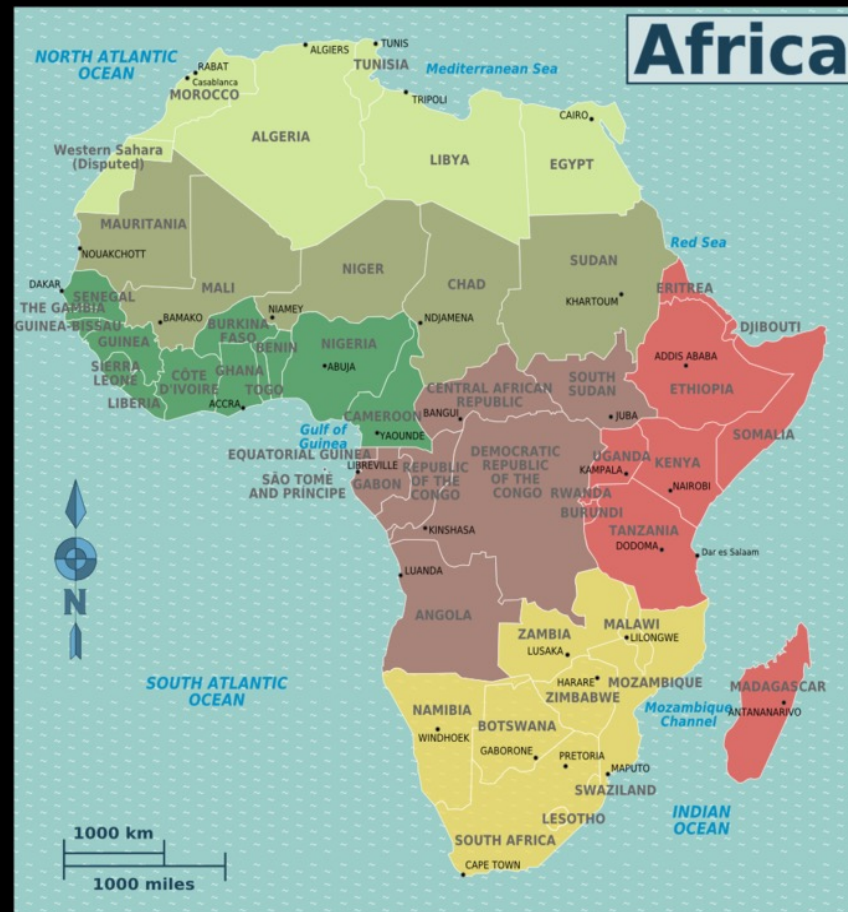 Africa
NORTH ATLANTIC
OCEAN
ALGIERS
TUNIS
TUNISIA
Mediterranean Sea
RABAT
Casablanca
MOROCCO
TRIPOLI
CAIRO
ALGERIA
Western Sahara
(Disputed)
LIBYA
EGYPT
MAURITANIA
NOUAKCHOTT
Red Sea
MALI
NIGER
CHAD
SUDAN
KHARTOUM
ERITREA
DAKAR
SENEGAL
THE GAMBIA
GUINEA-BISSAU
BAMAKO
NIAMEY
NDJAMENA
BURKINA
FASO
DJIBOUTI
GUINEA
BENIN
NIGERIA
ABUJA
ADDIS ABABA
ETHIOPIA
SIERRA
LEONE
CÔTE
D'IVOIRE
GHANA
TOGO
LIBERIA
ACCRA
CENTRAL AFRICAN
REPUBLIC
BANGUI
SOUTH
SUDAN
JUBA
CAMEROON
YAOUNDE
Gulf of
Guinea
SOMALIA
EQUATORIAL GUINEA
LIBREVILLE
SÃO TOMÉ
AND PRÍNCIPE
GABON
REPUBLIC
OF THE
CONGO
DEMOCRATIC
REPUBLIC
OF THE
CONGO
UGANDA
KAMPALA
KENYA
NAIROBI
RWANDA
BURUNDI
KINSHASA
TANZANIA
DODOMA
Dar es Salaam
LUANDA
N
ANGOLA
ZAMBIA
LUSAKA
MALAWI
LILONGWE
SOUTH ATLANTIC
OCEAN
HARARE
ZIMBABWE
MOZAMBIQUE
Mozambique
Channel
MADAGASCAR
ANTANANARIVO
NAMIBIA
WINDHOEK
BOTSWANA
GABORONE
PRETORIA
MAPUTO
SWAZILAND
LESOTHO
INDIAN
OCEAN
SOUTH AFRICA
CAPE TOWN
1000 km
1000 miles